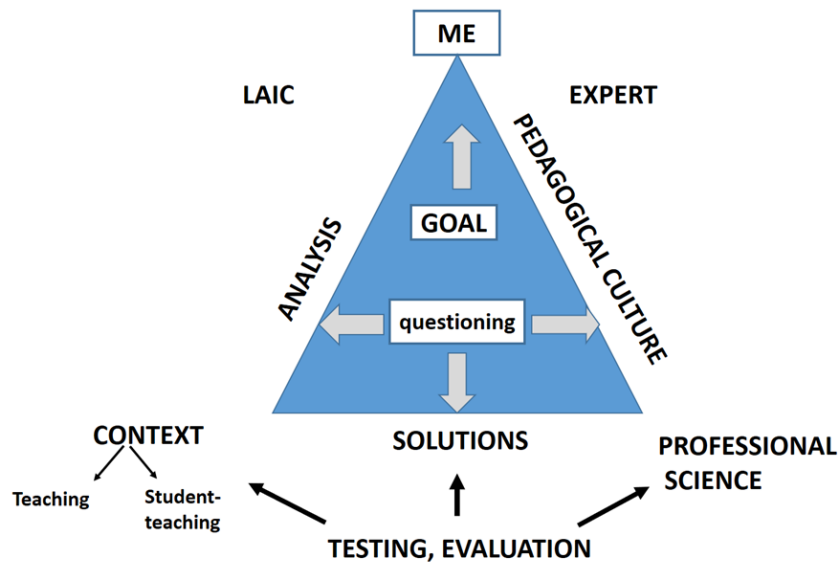 ME
LAIC
EXPERT
PEDAGOGICAL CULTURE
GOAL
ANALYSIS
questioning
CONTEXT
SOLUTIONS
PROFESSIONAL
SCIENCE
Teaching
Student-
teaching
TESTING, EVALUATION